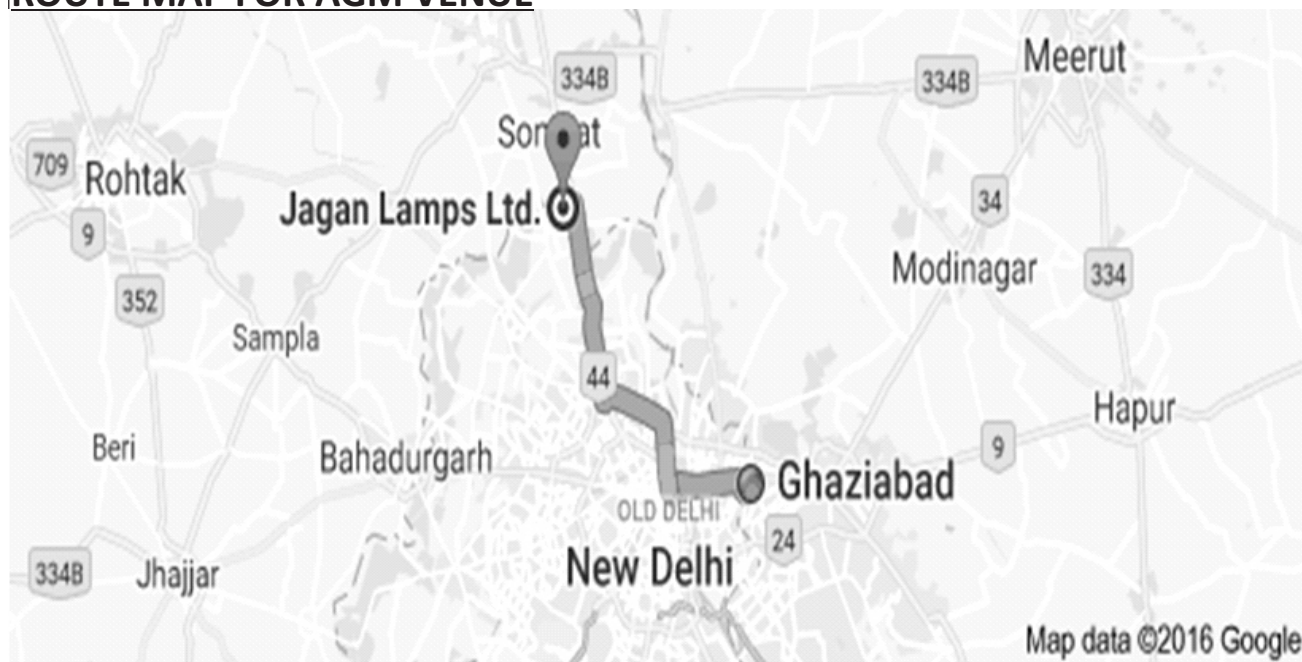 ROUTE MAP FOR AGM VENUE
334B
334B
Meerut
709
Rohtak
34
Jagan Lamps Ltd.
9
Modinagar
334
352
Sampla
44
Hapur
Beri
9
Bahadurgarh
Ghaziabad
OLD DELHI
24
New Delhi
334B
Jhajjar
Map data ©2016 Google